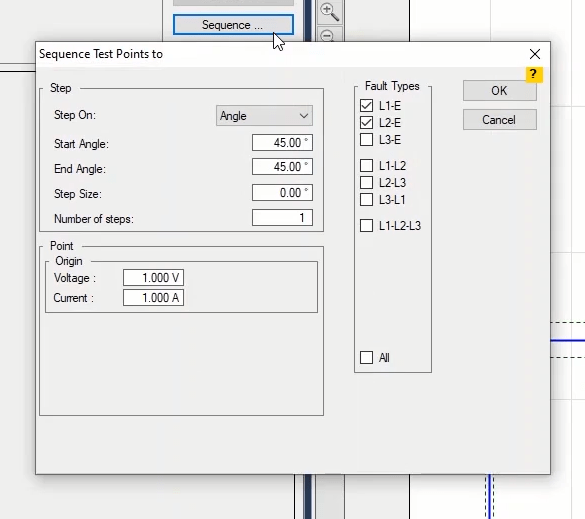 Sequence ...
Sequence Test Points to
?
Step
Step On: Angle
Start Angle: 45.00 °
End Angle: 45.00 °
Step Size: 0.00 °
Number of steps: 1
Point
Origin
Voltage : 1.000 V
Current : 1.000 A
Fault Types
L1-E
L2-E
L3-E
L1-L2
L2-L3
L3-L1
L1-L2-L3
All
OK
Cancel